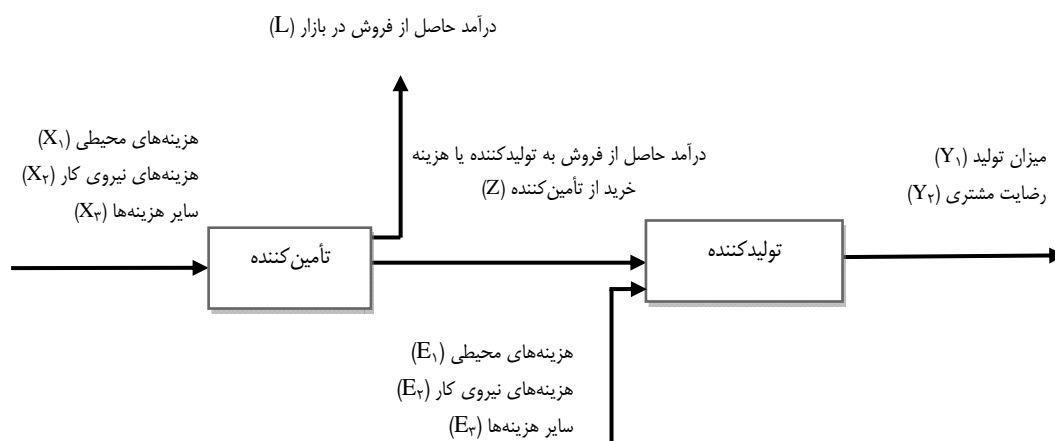 درآمد حاصل از فروش در بازار (L)
هزینه‌های محیطی (X۱)
هزینه‌های نیروی کار (X۲)
سایر هزینه‌ها (X۳)
درآمد حاصل از فروش به تولیدکننده یا هزینه
خرید از تأمین‌کننده (Z)
میزان تولید (Y۱)
رضایت مشتری (Y۲)
تأمین‌کننده
تولیدکننده
هزینه‌های محیطی (E۱)
هزینه‌های نیروی کار (E۲)
سایر هزینه‌ها (E۳)